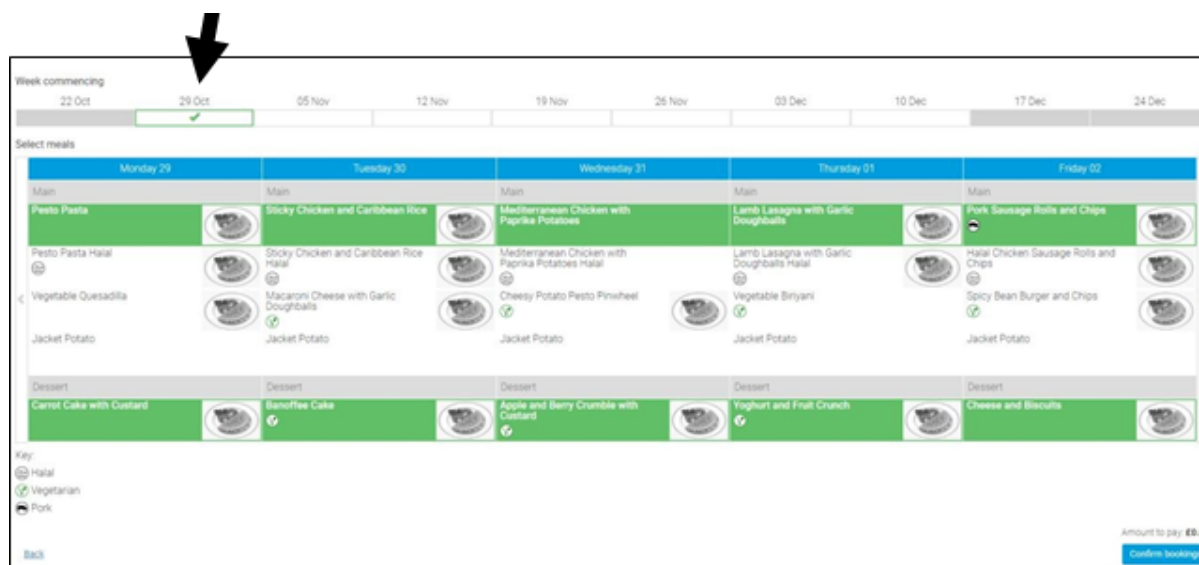 Week commencing
22 Oct 29 Oct 05 Nov 12 Nov 19 Nov 26 Nov 03 Dec 10 Dec 17 Dec 24 Dec
Select meals
Monday 29 Tuesday 30 Wednesday 31 Thursday 01 Friday 02
Main Main Main Main Main
Pesto Pasta
Sticky Chicken and Caribbean Rice
Mediterranean Chicken with
Paprike Potatoes
Lamb Lasagna with Garlic
Doughballs
Pork Sausage Rolls and Chips
Pesto Pasta Halal
Sticky Chicken and Caribbean Rice
Halal
Mediterranean Chicken with
Paprika Potatoes Halal
Lamb Lasagna with Garlic
Doughballs Halal
Halal Chicken Sausage Rolls and
Chips
Vegetable Quesadilla
Macaroni Cheese with Garlic
Doughballs
Cheesy Potato Pesto Pinwheel
Vegetable Biriyani
Spicy Bean Burger and Chips
Jacket Potato Jacket Potato Jacket Potato Jacket Potato Jacket Potato
Dessert Dessert Dessert Dessert Dessert
Carrot Cake with Custard
Banoffee Cake
Apple and Berry Crumble with
Custard
Yoghurt and Fruit Crunch
Cheese and Biscuits
Key:
Halal
Vegetarian
Pork
Amount to pay: £0.
Back
Confirm bookings